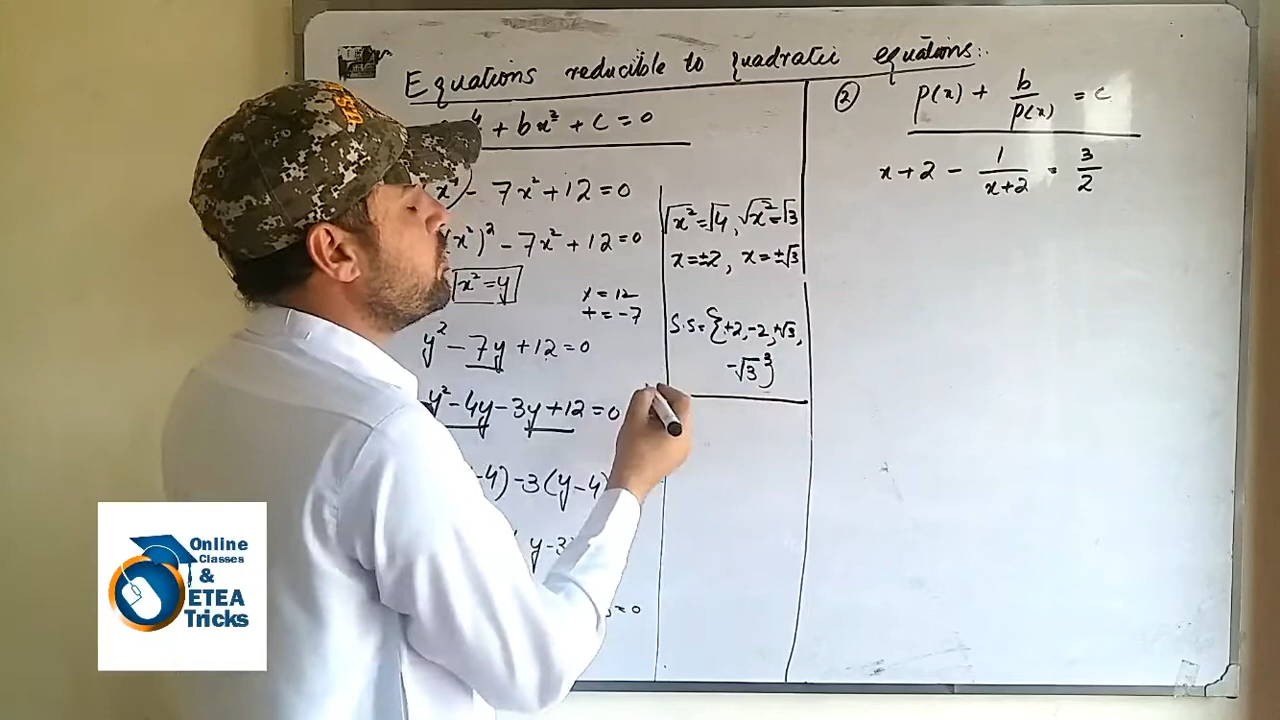 Equations reducible to quadratic equations:.
+ bx² + c = 0
x⁴ - 7x² + 12 = 0
(x²)² - 7x² + 12 = 0
x² = y
x = 12
+ = -7
y² - 7y + 12 = 0
y² - 4y - 3y + 12 = 0
- 4) - 3(y - 4)
y - 3
= 0
√x² = √4, √x² = √3
x = ±2, x = ±√3
S.S = {+2, -2, +√3,
-√3}
② P(x) + b/P(x) = c
x + 2 - 1/(x+2) = 3/2
Online
Classes
&
ETEA
Tricks